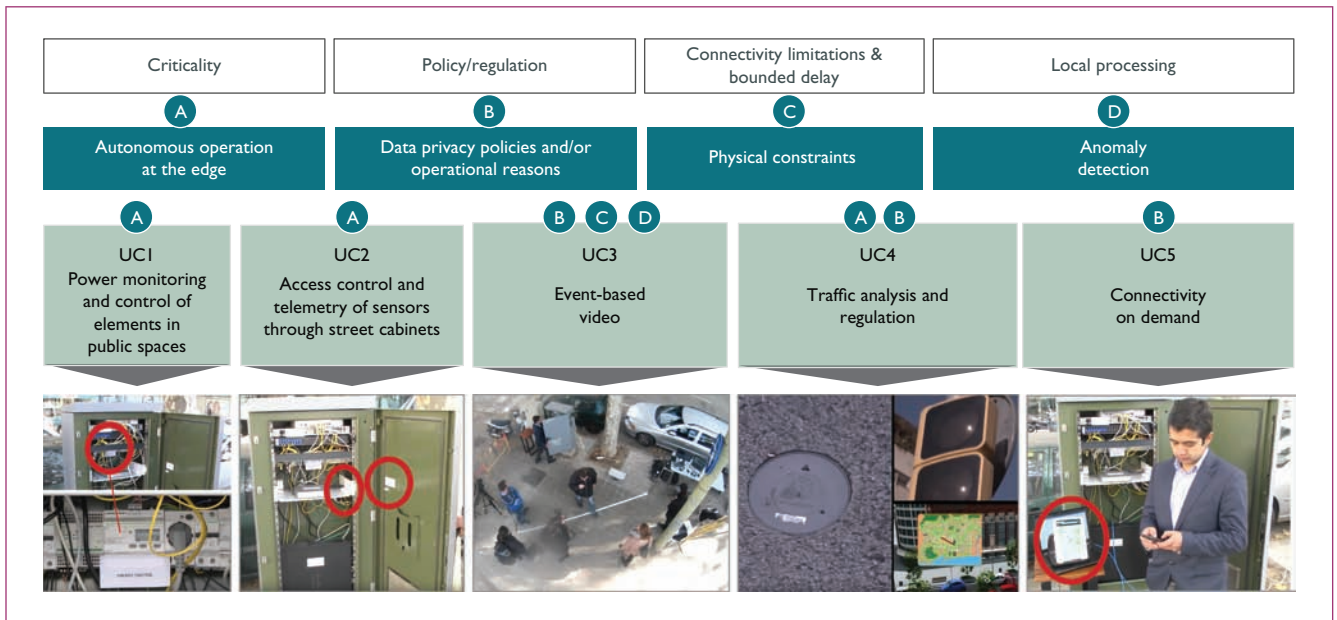 Criticality
Policy/regulation
Connectivity limitations &
bounded delay
Local processing
A
B
C
D
Autonomous operation
at the edge
Data privacy policies and/or
operational reasons
Physical constraints
Anomaly
detection
A
A
B C D
A B
B
UC1
Power monitoring
and control of
elements in
public spaces
UC2
Access control and
telemetry of sensors
through street cabinets
UC3
Event-based
video
UC4
Traffic analysis and
regulation
UC5
Connectivity
on demand